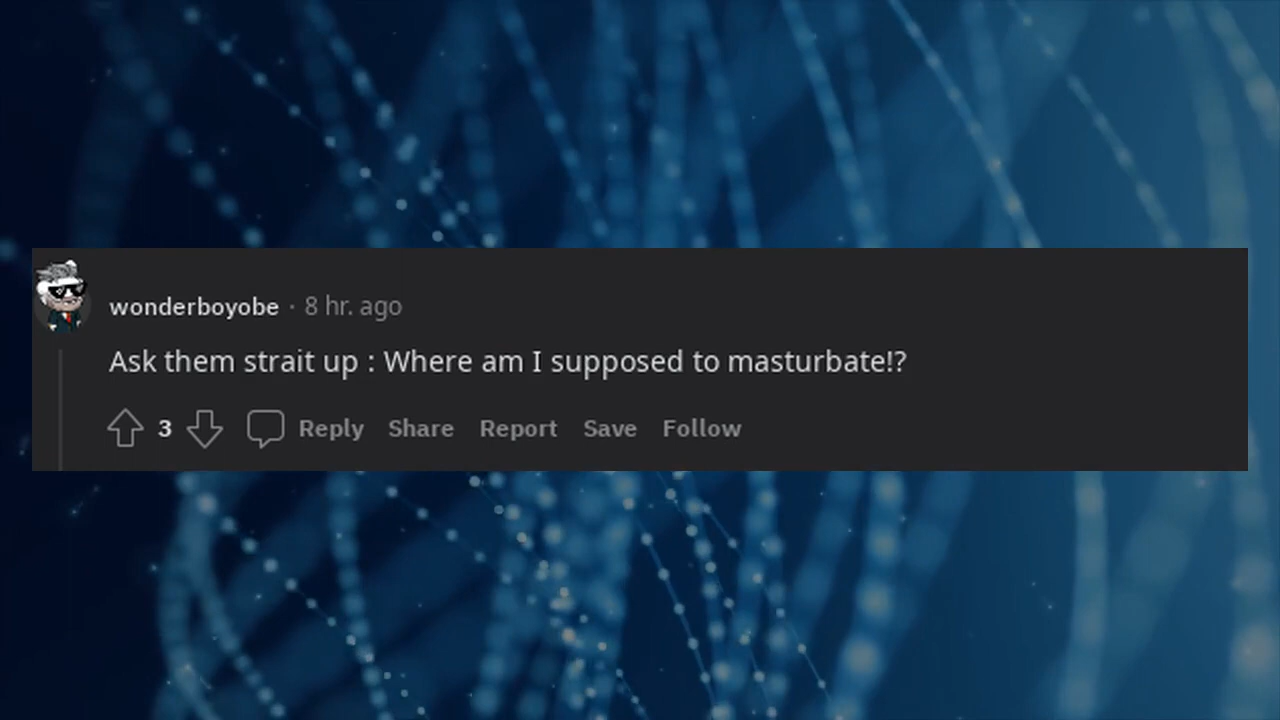 wonderboyobe · 8 hr. ago
Ask them strait up : Where am I supposed to masturbate!?
3 Reply Share Report Save Follow